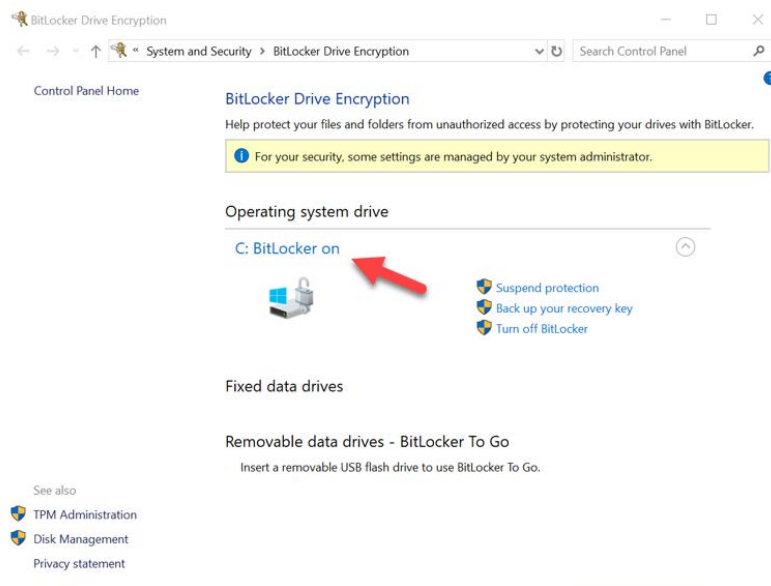 BitLocker Drive Encryption
« System and Security > BitLocker Drive Encryption
Search Control Panel
Control Panel Home
BitLocker Drive Encryption
Help protect your files and folders from unauthorized access by protecting your drives with BitLocker.
For your security, some settings are managed by your system administrator.
Operating system drive
C: BitLocker on
Suspend protection
Back up your recovery key
Turn off BitLocker
Fixed data drives
Removable data drives - BitLocker To Go
Insert a removable USB flash drive to use BitLocker To Go.
See also
TPM Administration
Disk Management
Privacy statement